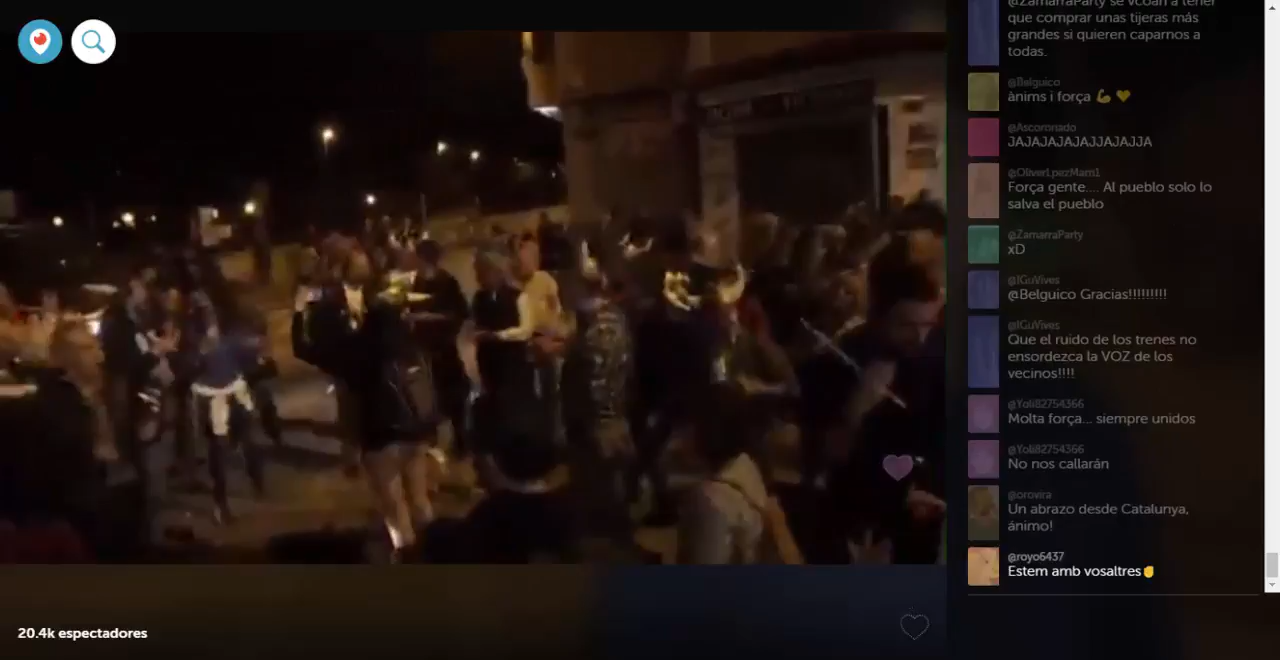 @ZamarraParty se vcoan a tener
que comprar unas tijeras más
grandes si quieren caparnos a
todas.
@Belguico
ànims i força 💪 💛
@Ascornnado
JAJAJAJAJAJJAJAJJA
@OliverLpezMarn1
Força gente.... Al pueblo solo lo
salva el pueblo
@ZamarraParty
xD
@IGuVives
@Belguico Gracias!!!!!!!!!
@IGuVives
Que el ruido de los trenes no
ensordezca la VOZ de los
vecinos!!!!
@Yoli82754366
Molta força... siempre unidos
@Yoli82754366
No nos callarán
@orovira
Un abrazo desde Catalunya,
ánimo!
@royo6437
Estem amb vosaltres✊
20.4k espectadores